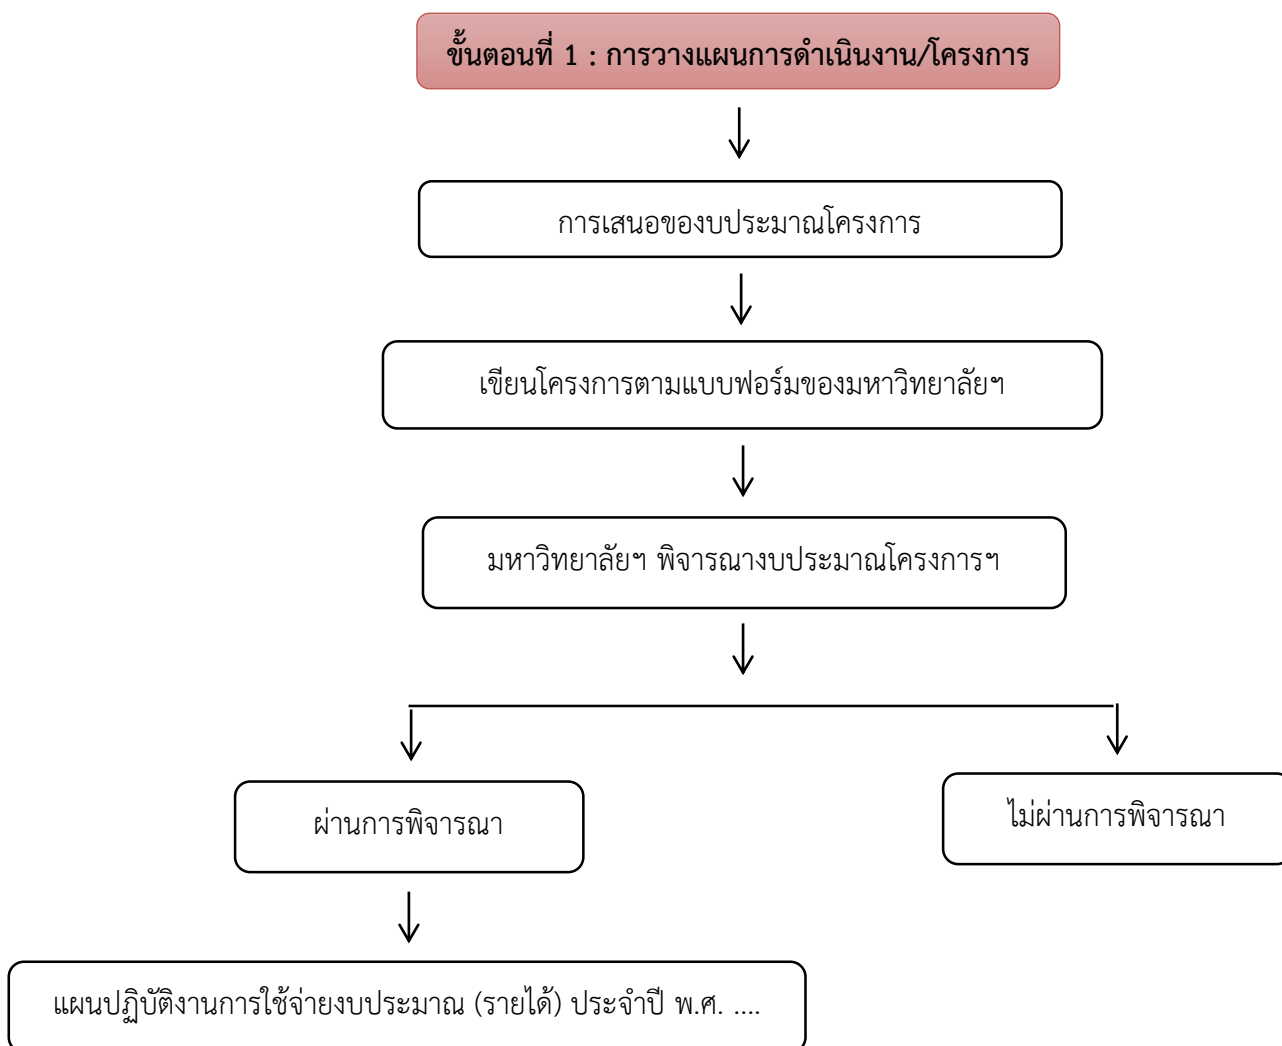 ขั้นตอนที่ 1 : การวางแผนการดำเนินงาน/โครงการ
การเสนอของบประมาณโครงการ
เขียนโครงการตามแบบฟอร์มของมหาวิทยาลัยฯ
มหาวิทยาลัยฯ พิจารณางบประมาณโครงการฯ
ผ่านการพิจารณา
ไม่ผ่านการพิจารณา
แผนปฏิบัติงานการใช้จ่ายงบประมาณ (รายได้) ประจำปี พ.ศ. ....